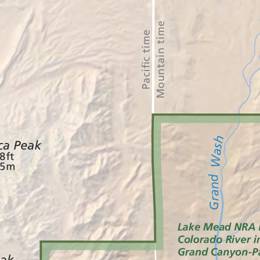 Pacific time
Mountain time
ca Peak
8ft
5m
Grand Wash
Lake Mead NRA
Colorado River in
Grand Canyon-Pa